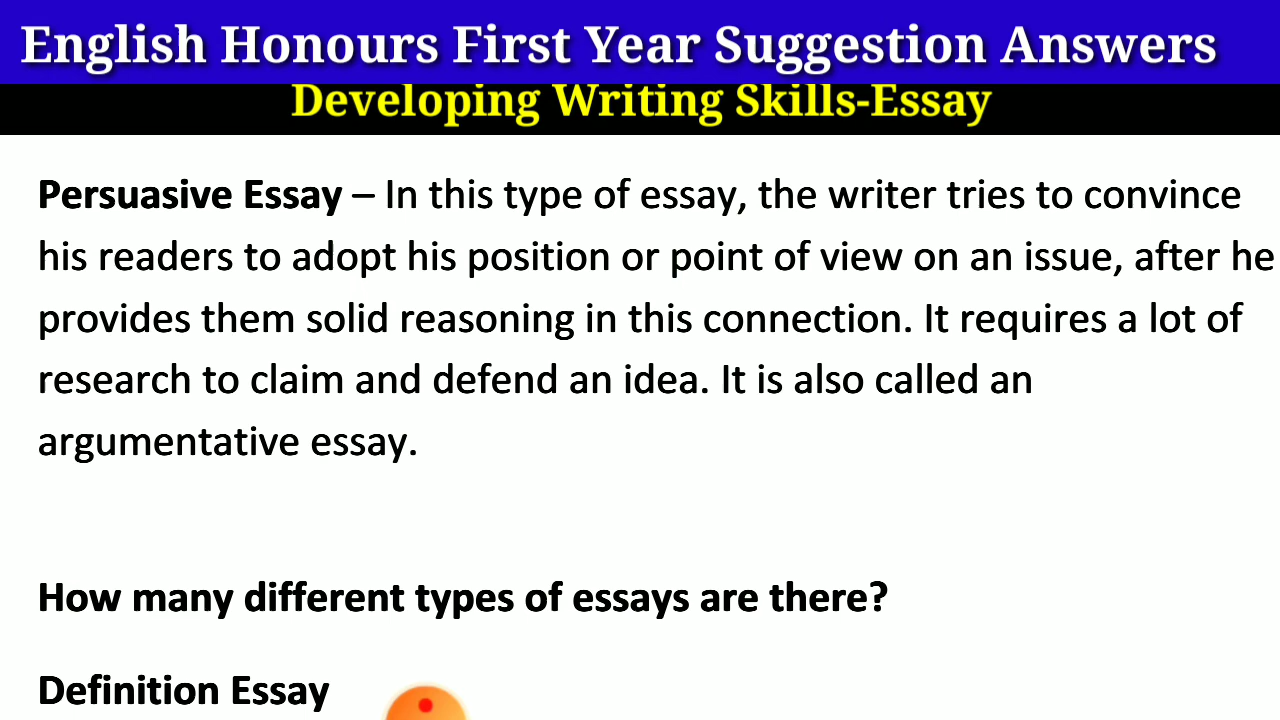 English Honours First Year Suggestion Answers
Developing Writing Skills-Essay
Persuasive Essay – In this type of essay, the writer tries to convince
his readers to adopt his position or point of view on an issue, after he
provides them solid reasoning in this connection. It requires a lot of
research to claim and defend an idea. It is also called an
argumentative essay.
How many different types of essays are there?
Definition Essay